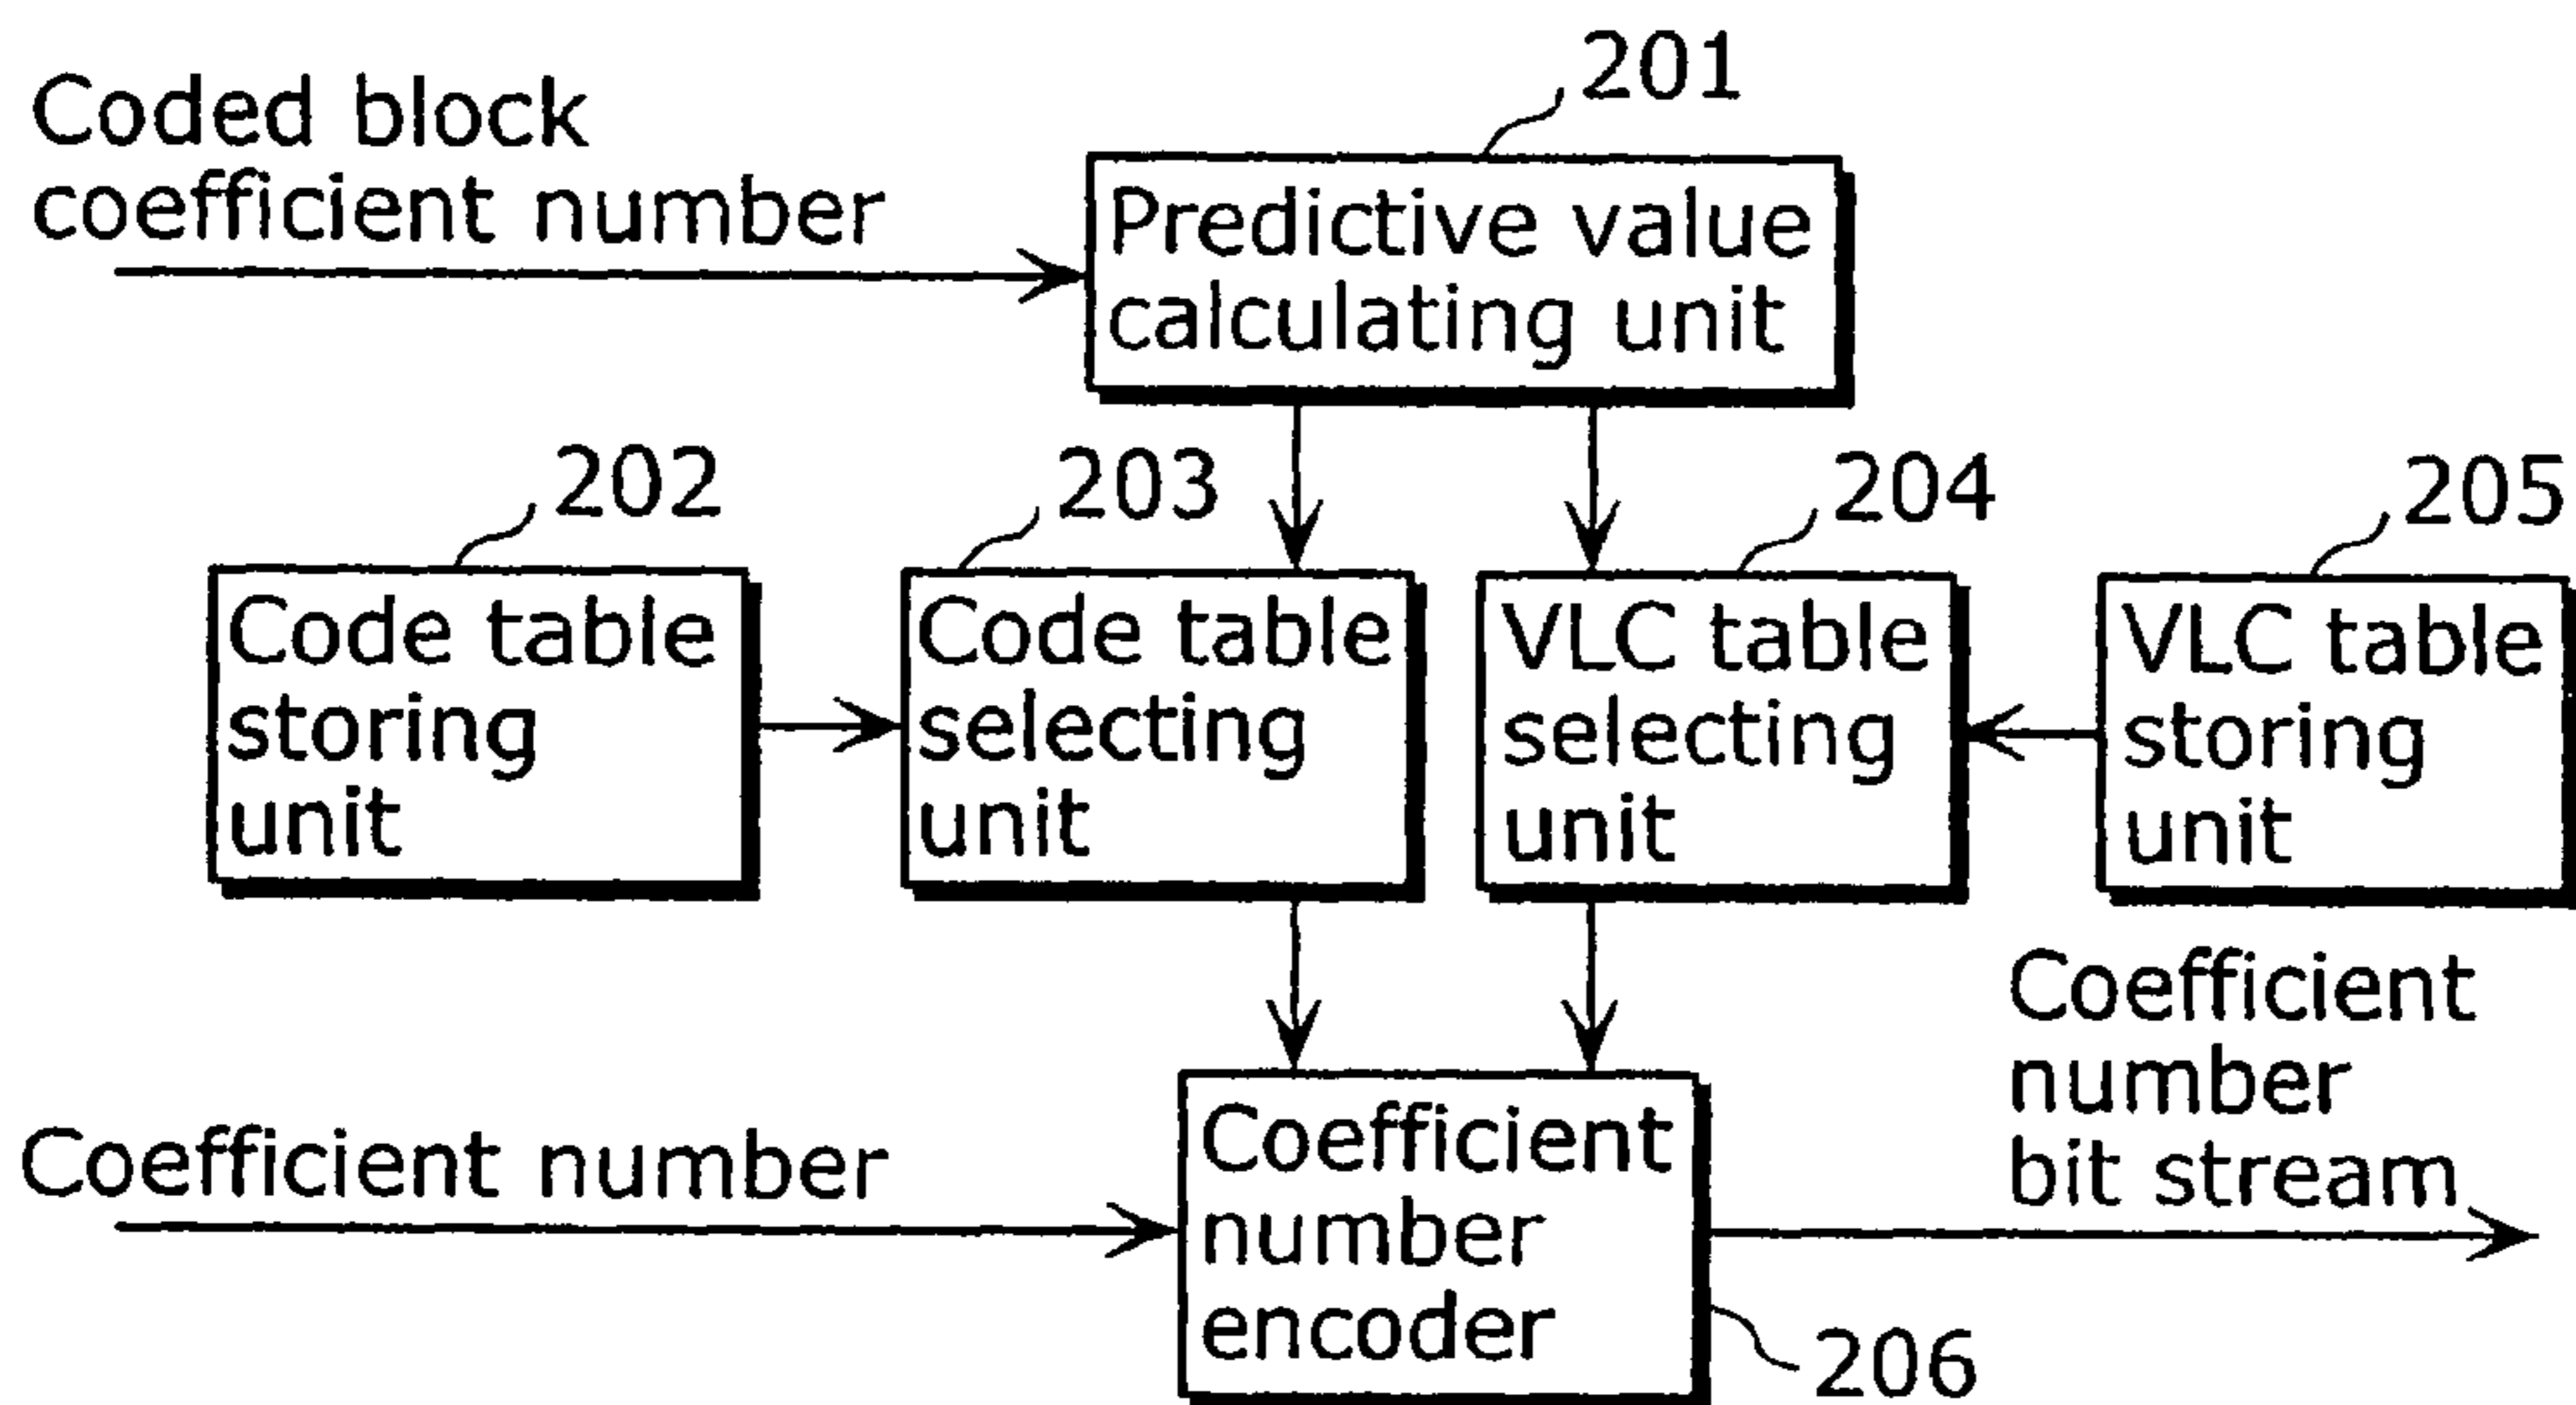 201
Coded block
coefficient number
Predictive value
calculating unit
202
203
204
205
Code table
storing
unit
Code table
selecting
unit
VLC table
selecting
unit
VLC table
storing
unit
Coefficient
number
bit stream
Coefficient number
Coefficient
number
encoder
206